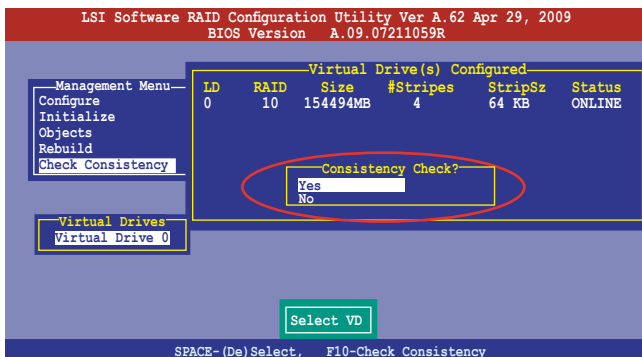 LSI Software RAID Configuration Utility Ver A.62 Apr 29, 2009
BIOS Version A.09.07211059R
Management Menu
Configure
Initialize
Objects
Rebuild
Check Consistency
Virtual Drive(s) Configured
LD RAID Size #Stripes StripSz Status
0 10 154494MB 4 64 KB ONLINE
Consistency Check?
Yes
No
Virtual Drives
Virtual Drive 0
Select VD
SPACE-(De)Select, F10-Check Consistency